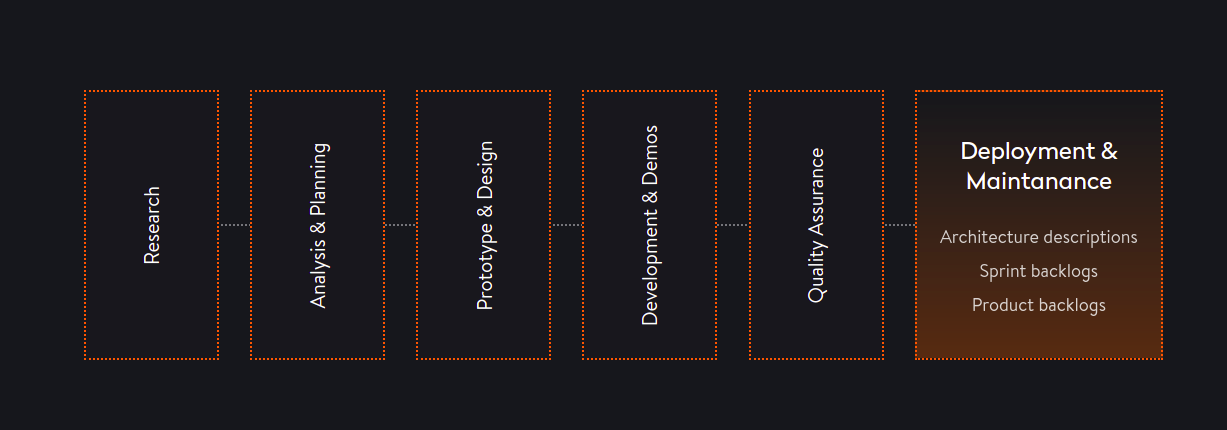 Research
Analysis & Planning
Prototype & Design
Development & Demos
Quality Assurance
Deployment &
Maintanance
Architecture descriptions
Sprint backlogs
Product backlogs